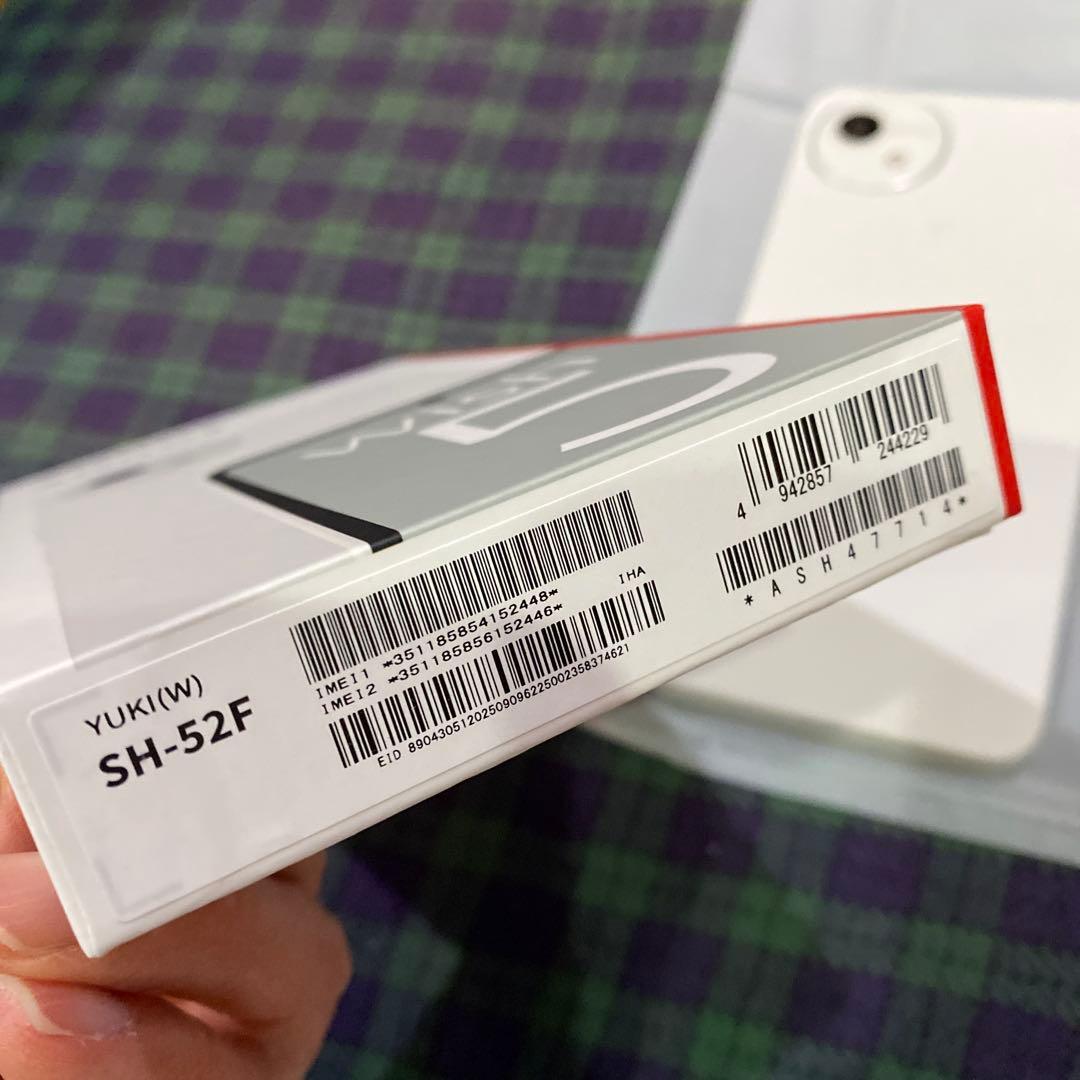 YUKI(W)
SH-52F
IMEI1 *351185854152448*
IMEI2 *351185856152446*
IHA
EID 89043051202509096225002358374621
4 942857 244229
*ASH47714*